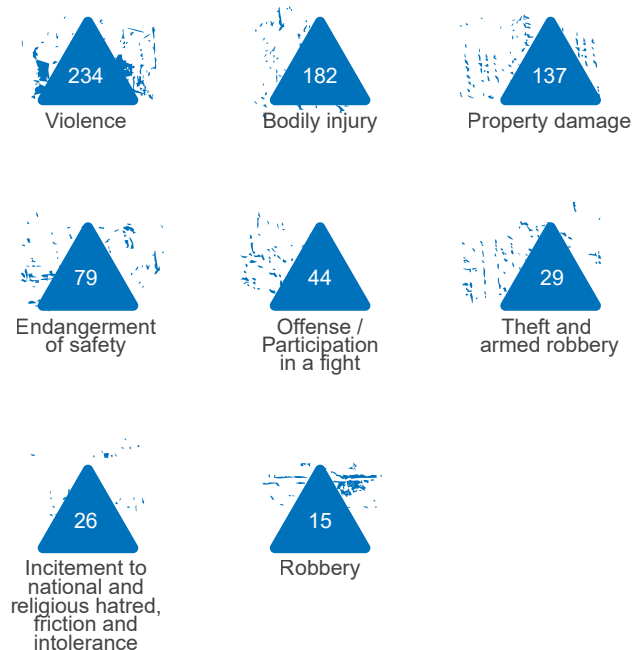 234
Violence
182
Bodily injury
137
Property damage
79
Endangerment
of safety
44
Offense /
Participation
in a fight
29
Theft and
armed robbery
26
Incitement to
national and
religious hatred,
friction and
intolerance
15
Robbery